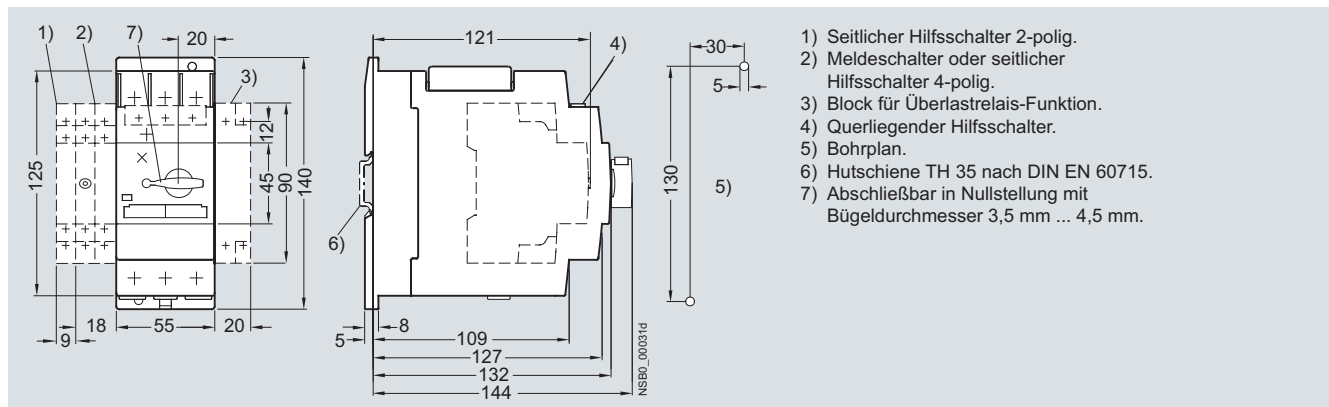 1)
2)
7)
20
3)
125
12
45
90
140
18
55
20
9
121
4)
6)
5
8
109
127
132
144
NSB0_00031d
30
5
130
5)
1) Seitlicher Hilfsschalter 2-polig.
2) Meldeschalter oder seitlicher
Hilfsschalter 4-polig.
3) Block für Überlastrelais-Funktion.
4) Querliegender Hilfsschalter.
5) Bohrplan.
6) Hutschiene TH 35 nach DIN EN 60715.
7) Abschließbar in Nullstellung mit
Bügeldurchmesser 3,5 mm ... 4,5 mm.